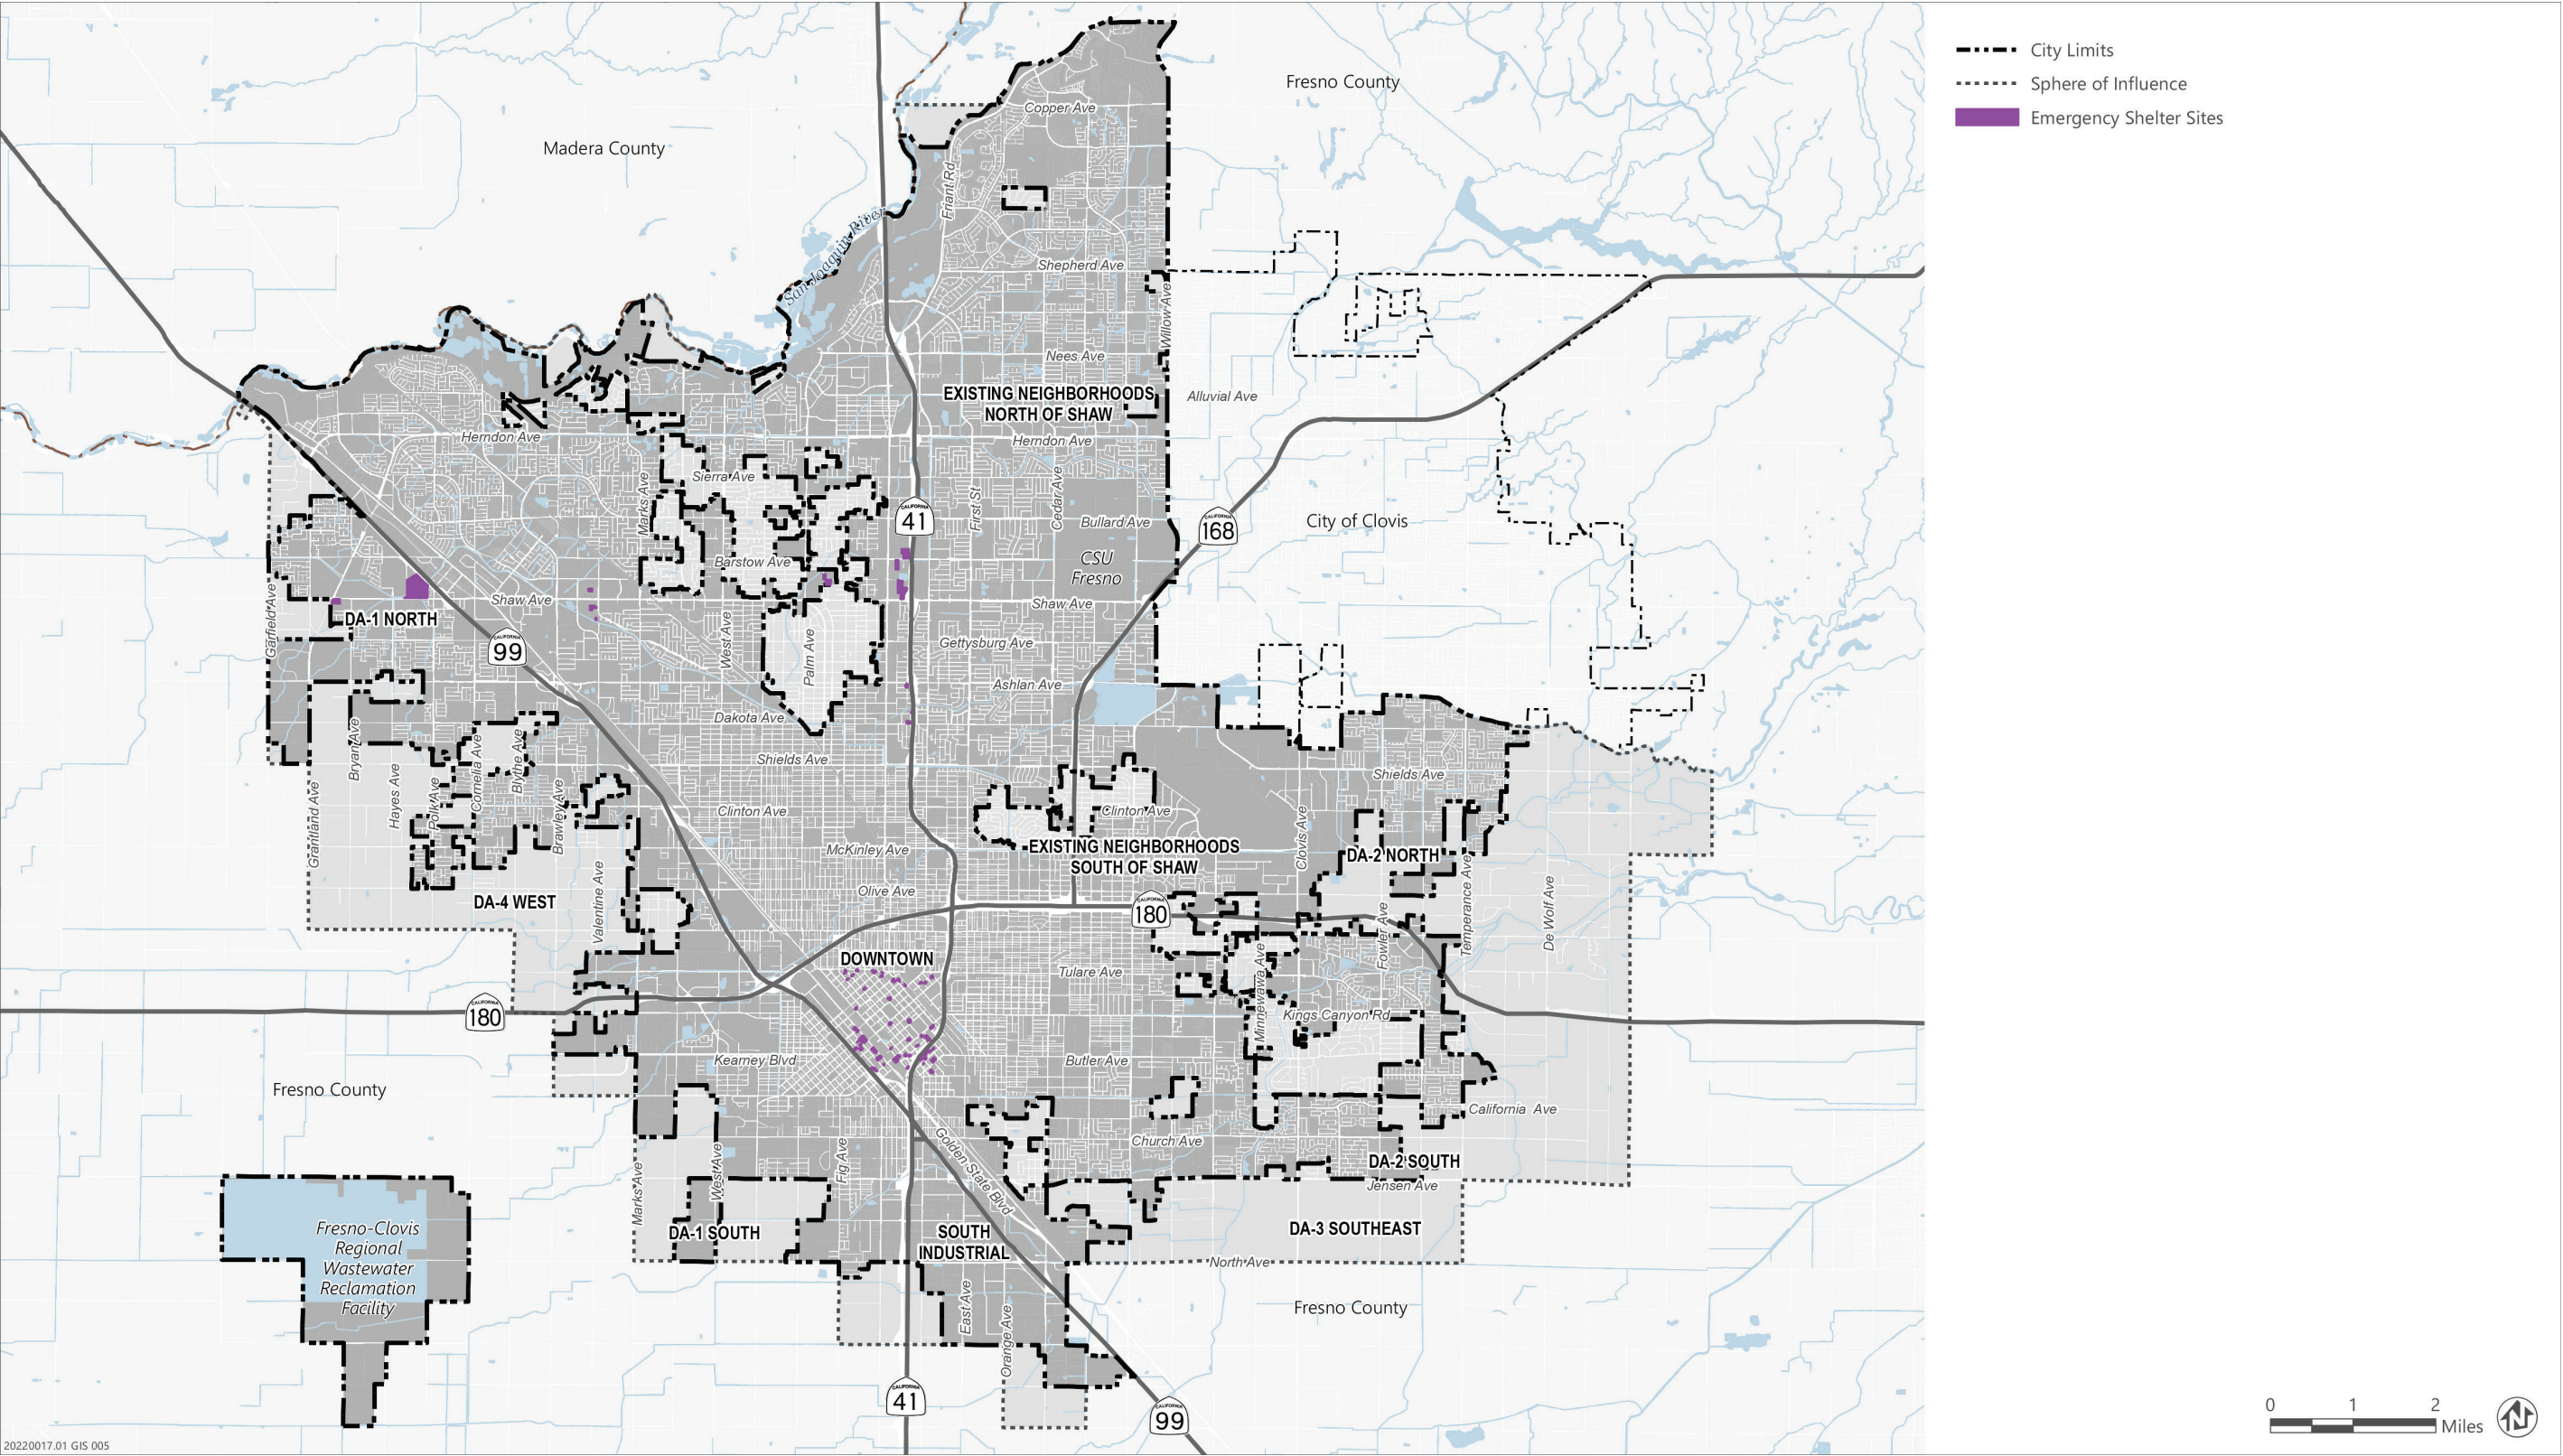 City Limits
Sphere of Influence
Emergency Shelter Sites
Fresno County
Madera County
Copper Ave
Friant Rd
San Joaquin River
Shepherd Ave
Willow Ave
Nees Ave
EXISTING NEIGHBORHOODS
NORTH OF SHAW
Alluvial Ave
Herndon Ave
Herndon Ave
Sierra Ave
Marks Ave
First St
Cedar Ave
CALIFORNIA
41
Bullard Ave
CALIFORNIA
168
City of Clovis
Barstow Ave
CSU
Fresno
Shaw Ave
Shaw Ave
Garfield Ave
DA-1 NORTH
CALIFORNIA
99
West Ave
Palm Ave
Gettysburg Ave
Ashlan Ave
Dakota Ave
Bryan Ave
Cornelia Ave
Blythe Ave
Shields Ave
Shields Ave
Grantland Ave
Hayes Ave
Polk Ave
Brawley Ave
Clinton Ave
Clinton Ave
Clovis Ave
McKinley Ave
EXISTING NEIGHBORHOODS
SOUTH OF SHAW
DA-2 NORTH
Olive Ave
DA-4 WEST
Valentine Ave
CALIFORNIA
180
Fowler Ave
Temperance Ave
De Wolf Ave
DOWNTOWN
Tulare Ave
Minnewawa Ave
CALIFORNIA
180
Kings Canyon Rd
Kearney Blvd
Butler Ave
Fresno County
California Ave
Golden State Blvd
Church Ave
Marks Ave
West Ave
Fig Ave
DA-2 SOUTH
Jensen Ave
DA-1 SOUTH
SOUTH
INDUSTRIAL
DA-3 SOUTHEAST
North Ave
Fresno-Clovis
Regional
Wastewater
Reclamation
Facility
East Ave
Orange Ave
Fresno County
CALIFORNIA
41
CALIFORNIA
99
0 1 2
Miles
N
20220017.01 GIS 005